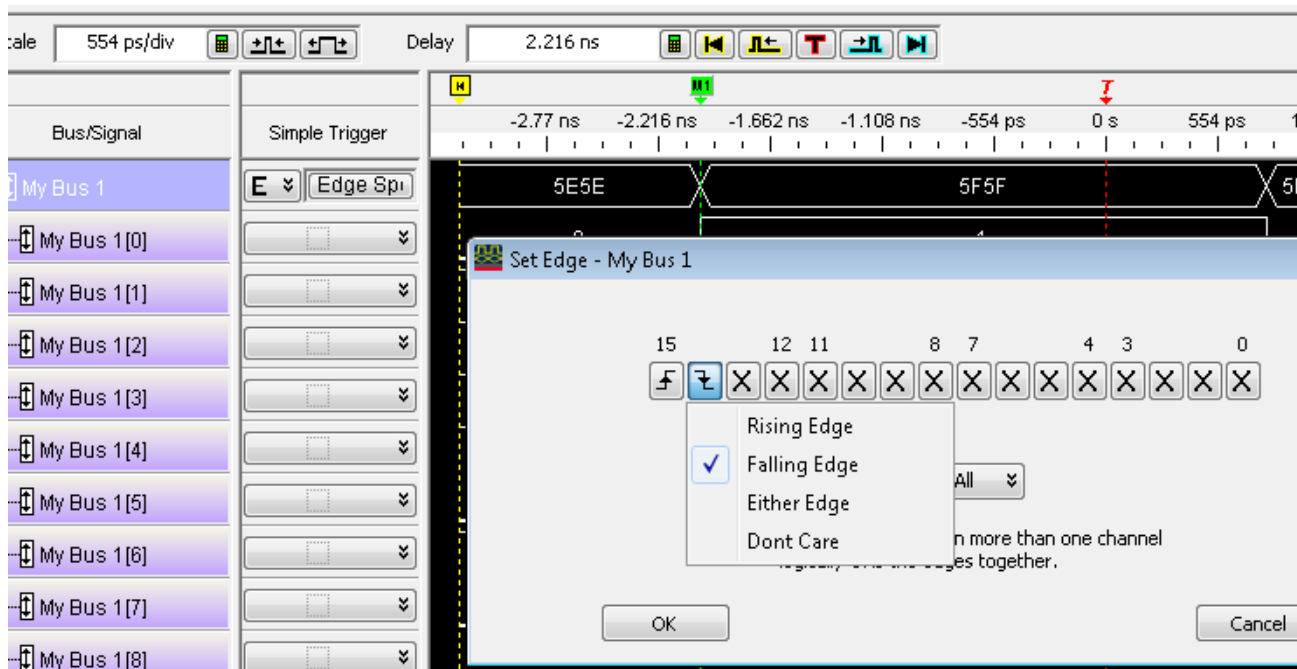 cale 554 ps/div Delay 2.216 ns
M1
Bus/Signal Simple Trigger -2.77 ns -2.216 ns -1.662 ns -1.108 ns -554 ps 0 s 554 ps 1
My Bus 1 E Edge Sp 5E5E 5F5F 5
My Bus 1[0]
Set Edge - My Bus 1
My Bus 1[1]
My Bus 1[2] 15 12 11 8 7 4 3 0
X X X X X X X X X X X X X X
My Bus 1[3] Rising Edge
My Bus 1[4] Falling Edge All
My Bus 1[5] Either Edge
My Bus 1[6] Dont Care n more than one channel
ges together.
My Bus 1[7] OK Cancel
My Bus 1[8]